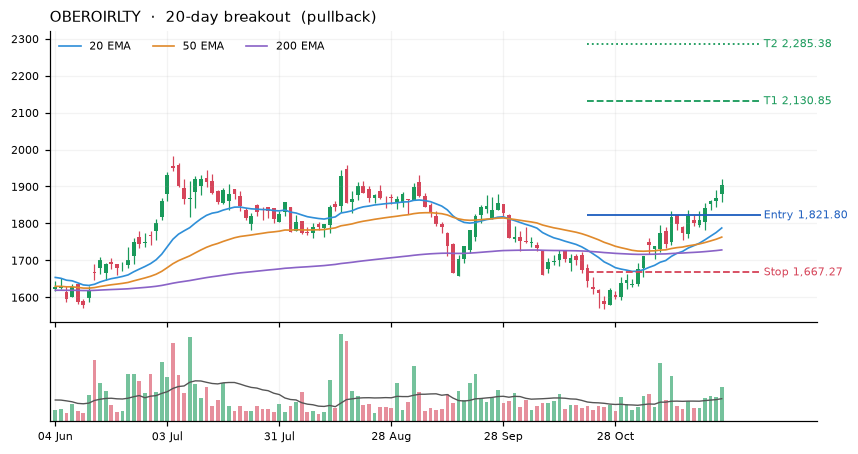 OBEROIRLTY  ·  20-day breakout  (pullback)
20 EMA
50 EMA
200 EMA
2300
2200
2100
2000
1900
1800
1700
1600
T2 2,285.38
T1 2,130.85
Entry 1,821.80
Stop 1,667.27
04 Jun
03 Jul
31 Jul
28 Aug
28 Sep
28 Oct